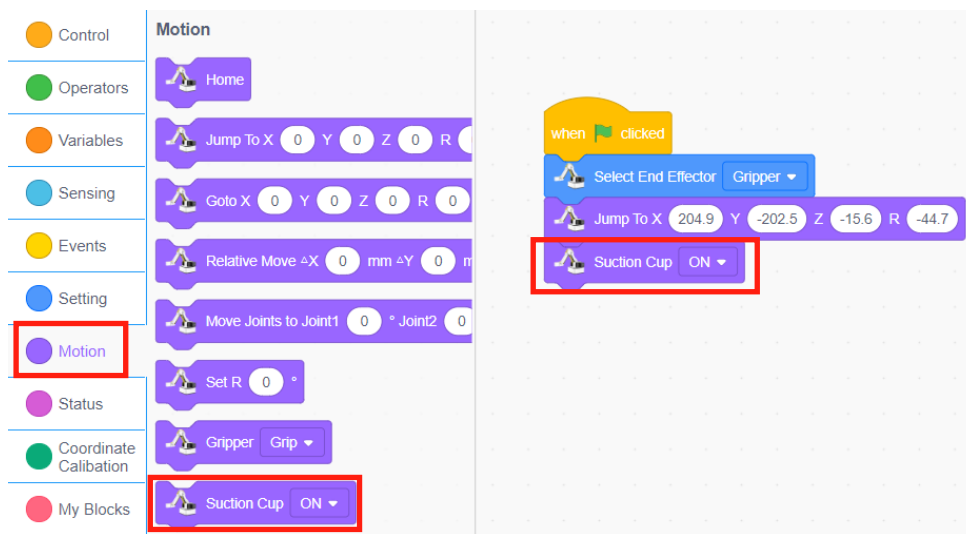 Control
Operators
Variables
Sensing
Events
Setting
Motion
Status
Coordinate
Calibation
My Blocks
Motion
Home
Jump To X 0 Y 0 Z 0 R
Goto X 0 Y 0 Z 0 R 0
Relative Move △X 0 mm △Y 0
Move Joints to Joint1 0 ° Joint2 0
Set R 0 °
Gripper Grip
Suction Cup ON
when clicked
Select End Effector Gripper
Jump To X 204.9 Y -202.5 Z -15.6 R -44.7
Suction Cup ON